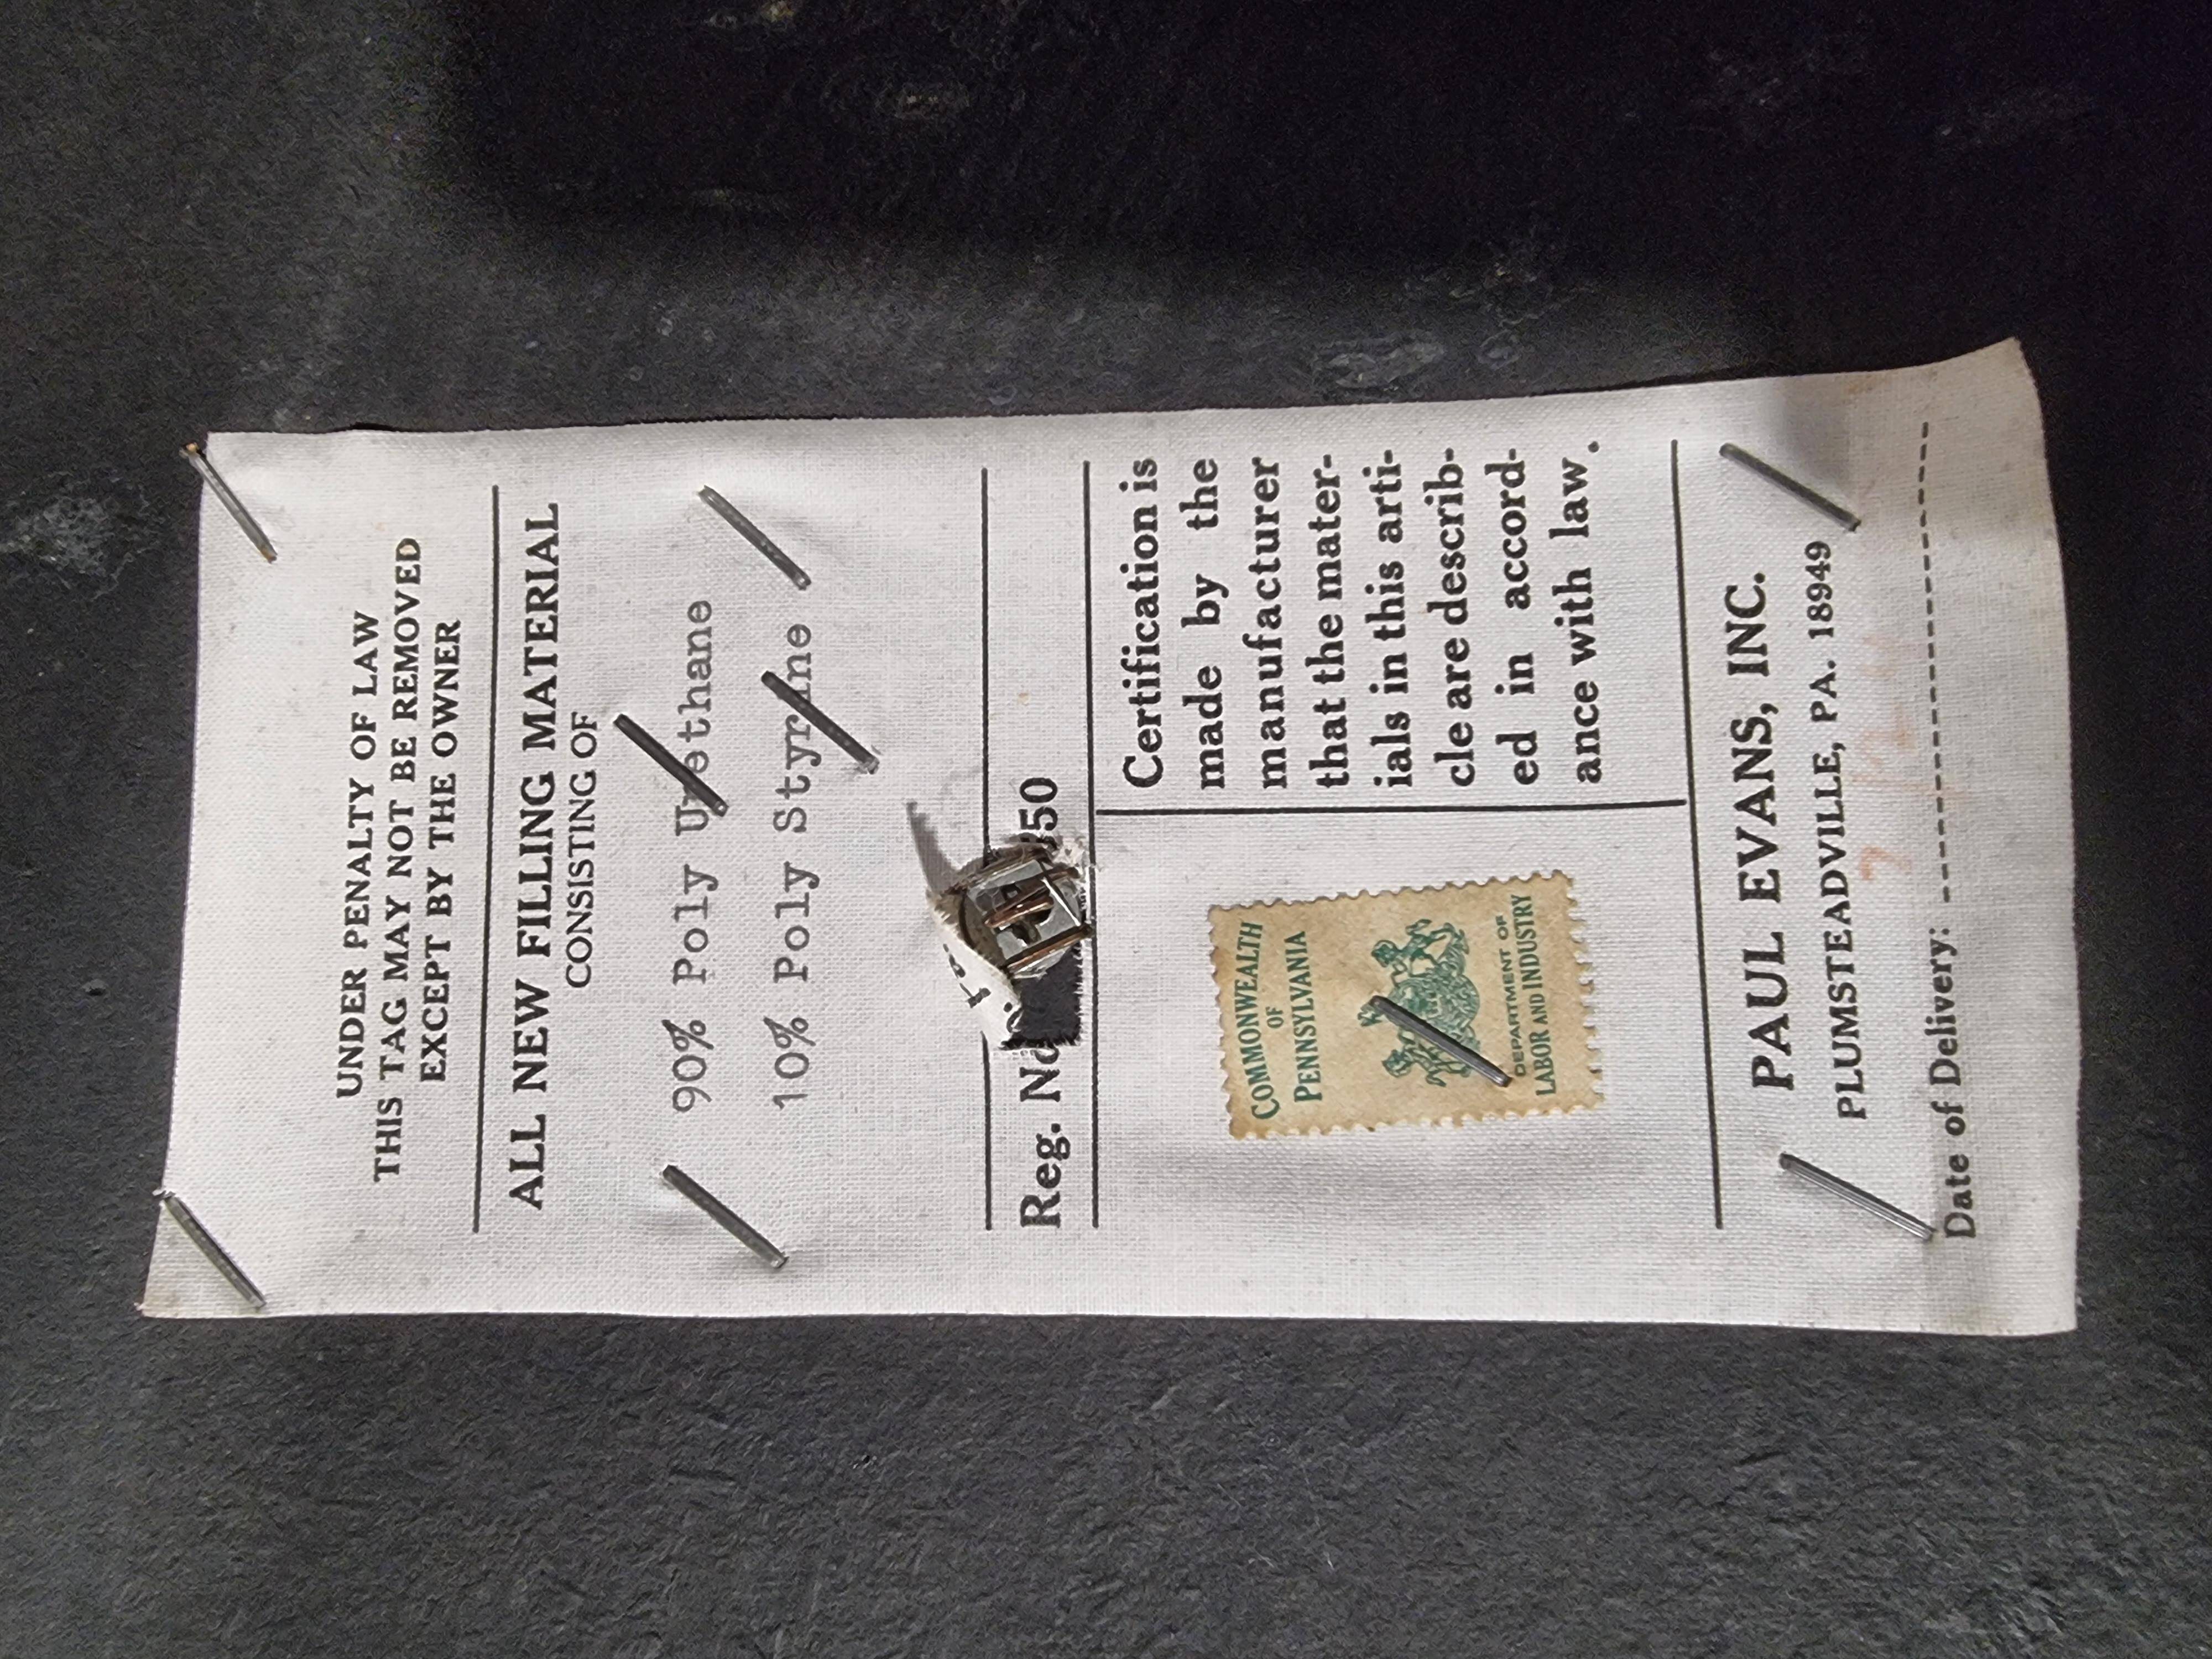 UNDER PENALTY OF LAW
THIS TAG MAY NOT BE REMOVED
EXCEPT BY THE OWNER
ALL NEW FILLING MATERIAL
CONSISTING OF
90% Poly Urethane
10% Poly Styrine
Reg. No. 50
COMMONWEALTH
OF
PENNSYLVANIA
DEPARTMENT OF
LABOR AND INDUSTRY
Certification is
made by the
manufacturer
that the mater-
ials in this arti-
cle are describ-
ed in accord-
ance with law.
PAUL EVANS, INC.
PLUMSTEADVILLE, PA. 18949
Date of Delivery: